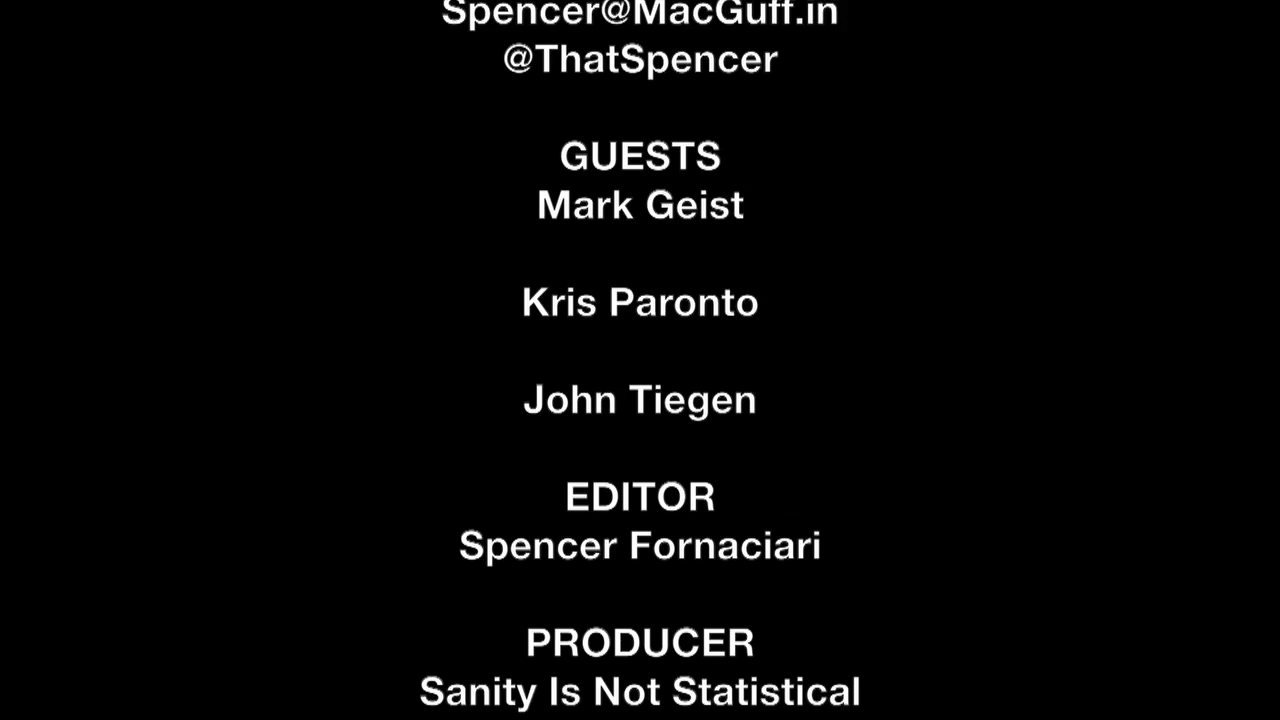 Spencer@MacGuff.in
@ThatSpencer
GUESTS
Mark Geist
Kris Paronto
John Tiegen
EDITOR
Spencer Fornaciari
PRODUCER
Sanity Is Not Statistical